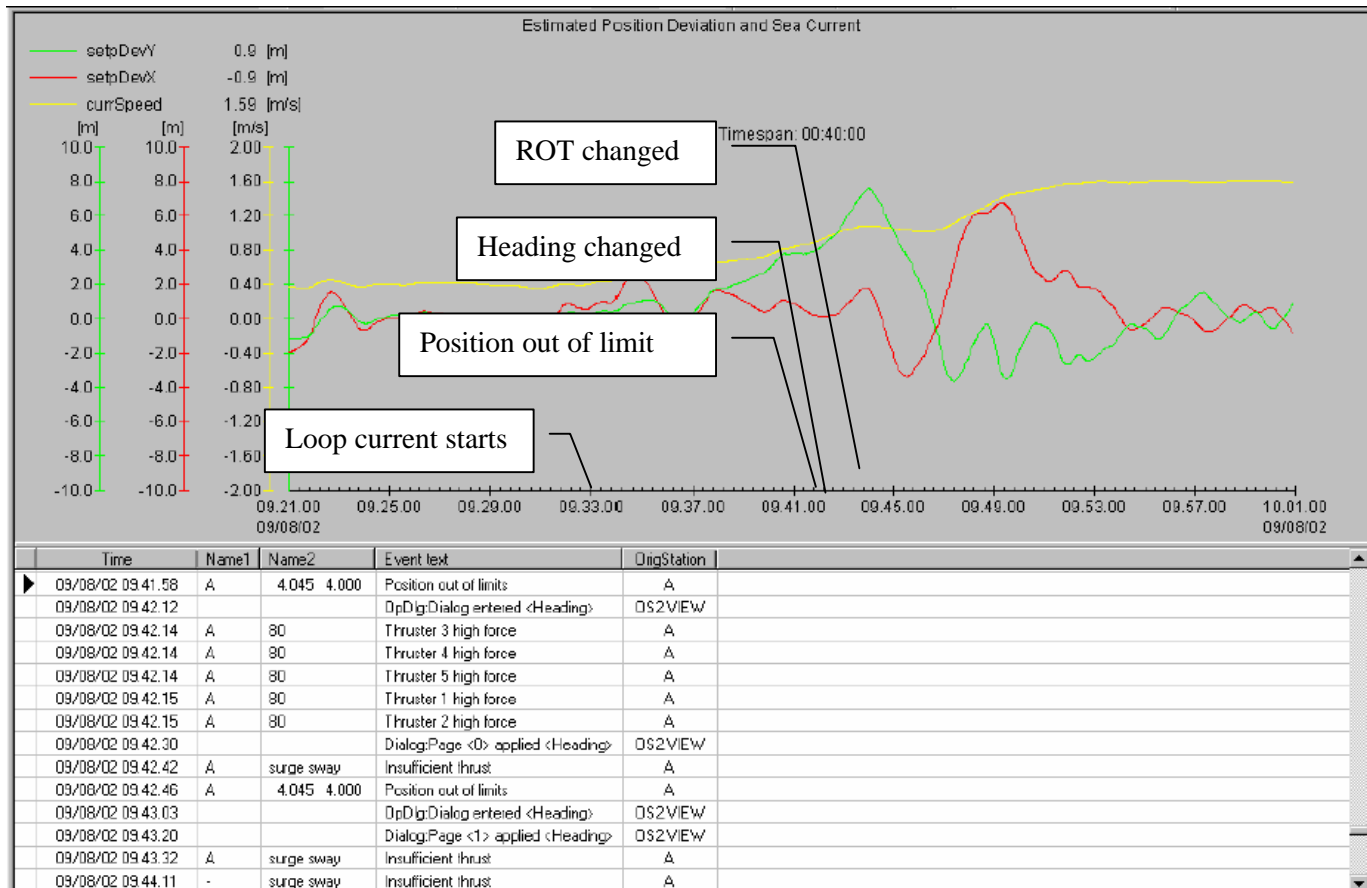 Estimated Position Deviation and Sea Current
setpDevY 0.9 [m]
setpDevX -0.9 [m]
currSpeed 1.59 [m/s]
[m] [m] [m/s]
Timespan: 00:40:00
10.0 10.0 2.00
8.0 8.0 1.60
6.0 6.0 1.20
4.0 4.0 0.80
2.0 2.0 0.40
0.0 0.0 0.00
-2.0 -2.0 -0.40
-4.0 -4.0 -0.80
-6.0 -6.0 -1.20
-8.0 -8.0 -1.60
-10.0 -10.0 -2.00
ROT changed
Heading changed
Position out of limit
Loop current starts
09.21.00 09.25.00 09.29.00 09.33.00 09.37.00 09.41.00 09.45.00 09.49.00 09.53.00 09.57.00 10.01.00
09/08/02 09/08/02
Time Name1 Name2 Event text OrigStation
09/08/02 09.41.58 A 4.045 4.000 Position out of limits A
09/08/02 09.42.12 OpDlg:Dialog entered <Heading> OS2VIEW
09/08/02 09.42.14 A 80 Thruster 3 high force A
09/08/02 09.42.14 A 80 Thruster 4 high force A
09/08/02 09.42.14 A 80 Thruster 5 high force A
09/08/02 09.42.15 A 80 Thruster 1 high force A
09/08/02 09.42.15 A 80 Thruster 2 high force A
09/08/02 09.42.30 Dialog:Page <0> applied <Heading> OS2VIEW
09/08/02 09.42.42 A surge sway Insufficient thrust A
09/08/02 09.42.46 A 4.045 4.000 Position out of limits A
09/08/02 09.43.03 OpDlg:Dialog entered <Heading> OS2VIEW
09/08/02 09.43.20 Dialog:Page <1> applied <Heading> OS2VIEW
09/08/02 09.43.32 A surge sway Insufficient thrust A
09/08/02 09.44.11 - surge sway Insufficient thrust A